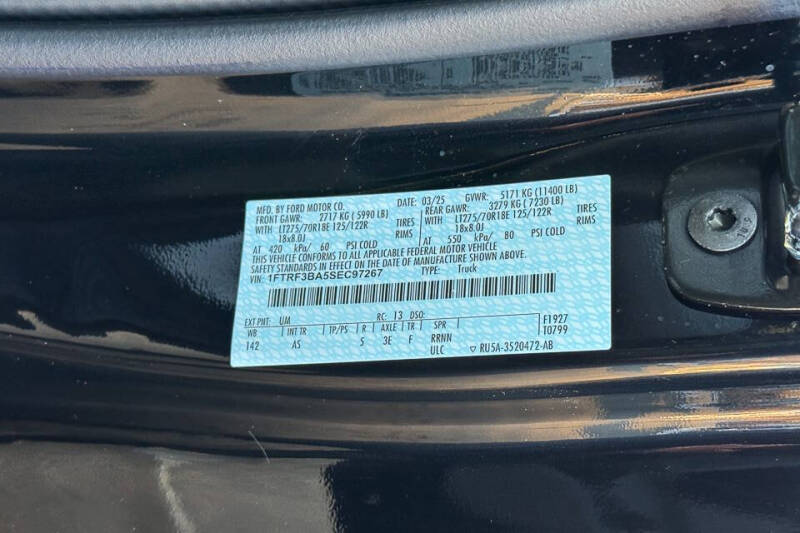 MFD. BY FORD MOTOR CO. DATE: 03/25 GVWR: 5171 KG (11400 LB)
FRONT GAWR: 2717 KG (5990 LB) REAR GAWR: 3279 KG (7230 LB)
WITH LT275/70R18E 125/122R TIRES WITH LT275/70R18E 125/122R TIRES
18x8.0J RIMS 18x8.0J RIMS
AT 420 kPa/ 60 PSI COLD AT 550 kPa/ 80 PSI COLD
THIS VEHICLE CONFORMS TO ALL APPLICABLE FEDERAL MOTOR VEHICLE
SAFETY STANDARDS IN EFFECT ON THE DATE OF MANUFACTURE SHOWN ABOVE.
VIN: 1FTRF3BA5SEC97267 TYPE: Truck
EXT PNT: UM RC: 13 DSO: F1927
WB INT TR TP/PS R AXLE TR SPR T0799
142 AS S 3E F RRNN
ULC RU5A-3520472-AB